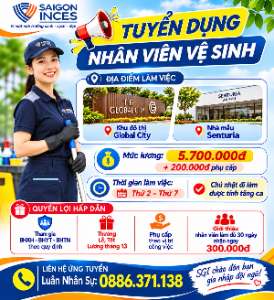 SAIGON
INCES
TUYỂN DỤNG
NHÂN VIÊN VỆ SINH
ĐỊA ĐIỂM LÀM VIỆC
GLOBAL CITY
SENTURIA
Khu đô thị
Global City
Nhà mẫu
Senturia
Mức lương: 5.700.000đ
+ 200.000đ phụ cấp
Thời gian làm việc:
Thứ 2 - Thứ 7
Chủ nhật đi làm
được tính tăng ca
QUYỀN LỢI HẤP DẪN
Tham gia
BHXH - BHYT - BHTN
theo quy định
Thưởng
Lễ, Tết
Lương tháng 13
Phụ cấp
theo vị trí
công việc
Giới thiệu
nhân viên làm đủ 30 ngày
nhận ngay
300.000đ
LIÊN HỆ ỨNG TUYỂN
Luân Nhân Sự: 0886.371.138
SGI chào đón bạn
gia nhập đội ngũ!